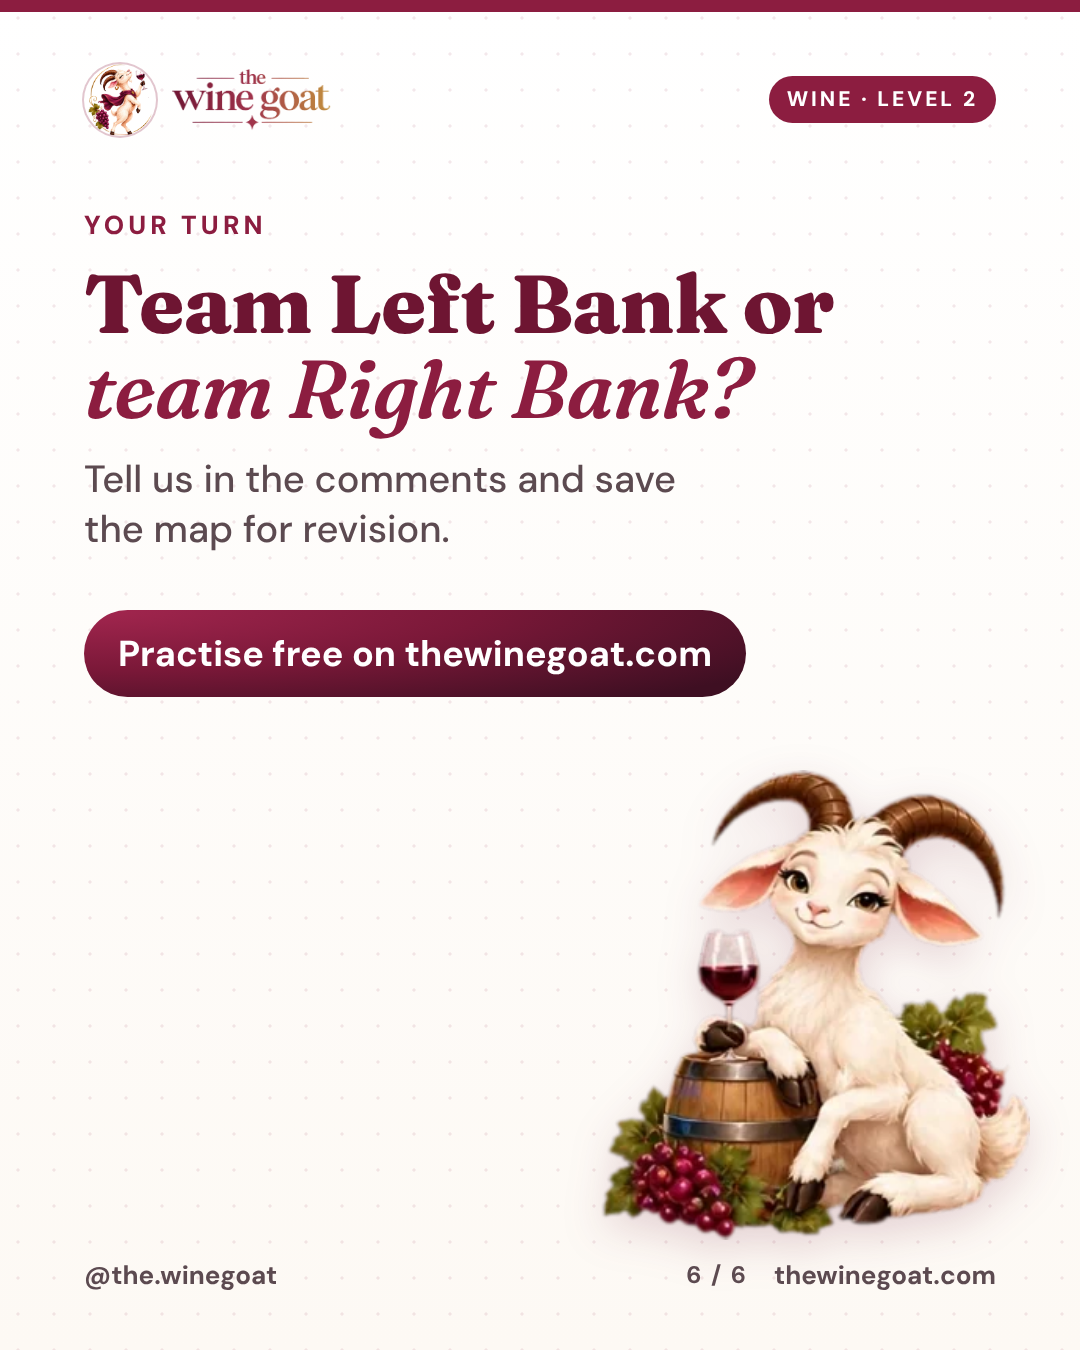 the
wine goat
WINE · LEVEL 2
YOUR TURN
Team Left Bank or
team Right Bank?
Tell us in the comments and save
the map for revision.
Practise free on thewinegoat.com
@the.winegoat
6 / 6
thewinegoat.com